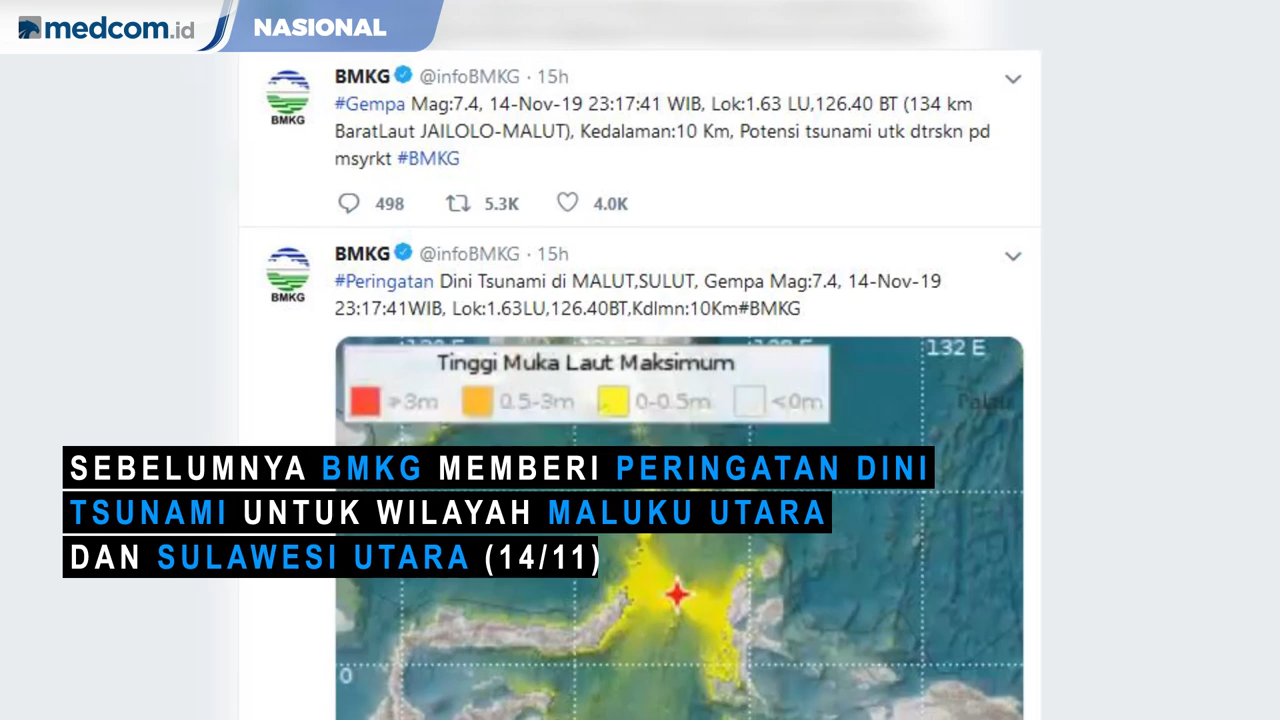 medcom.id NASIONAL
BMKG @infoBMKG · 15h
#Gempa Mag:7.4, 14-Nov-19 23:17:41 WIB, Lok:1.63 LU,126.40 BT (134 km
BaratLaut JAILOLO-MALUT), Kedalaman:10 Km, Potensi tsunami utk dtrskn pd
msyrkt #BMKG
BMKG
498 5.3K 4.0K
BMKG @infoBMKG · 15h
#Peringatan Dini Tsunami di MALUT,SULUT, Gempa Mag:7.4, 14-Nov-19
23:17:41WIB, Lok:1.63LU,126.40BT,Kdlmn:10Km#BMKG
BMKG
132 E
Tinggi Muka Laut Maksimum
>3m 0.5-3m 0-0.5m <0m
Palau
SEBELUMNYA BMKG MEMBERI PERINGATAN DINI
TSUNAMI UNTUK WILAYAH MALUKU UTARA
DAN SULAWESI UTARA (14/11)
0